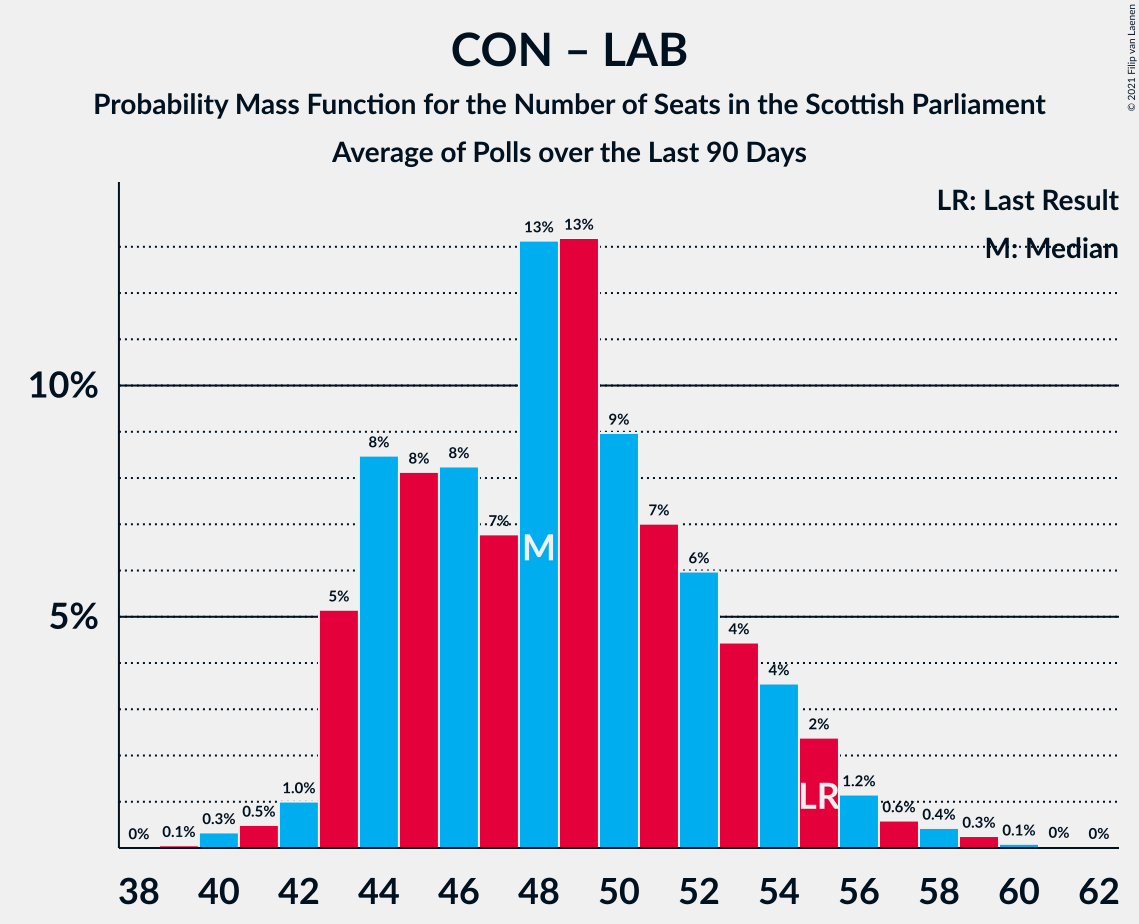 CON – LAB
Probability Mass Function for the Number of Seats in the Scottish Parliament
Average of Polls over the Last 90 Days
© 2021 Filip van Laenen
LR: Last Result
M: Median
10%
5%
0% 0.1% 0.3% 0.5% 1.0% 5% 8% 8% 8% 7% 13% 13% 9% 7% 6% 4% 4% 2% 1.2% 0.6% 0.4% 0.3% 0.1% 0% 0%
M
LR
38 40 42 44 46 48 50 52 54 56 58 60 62